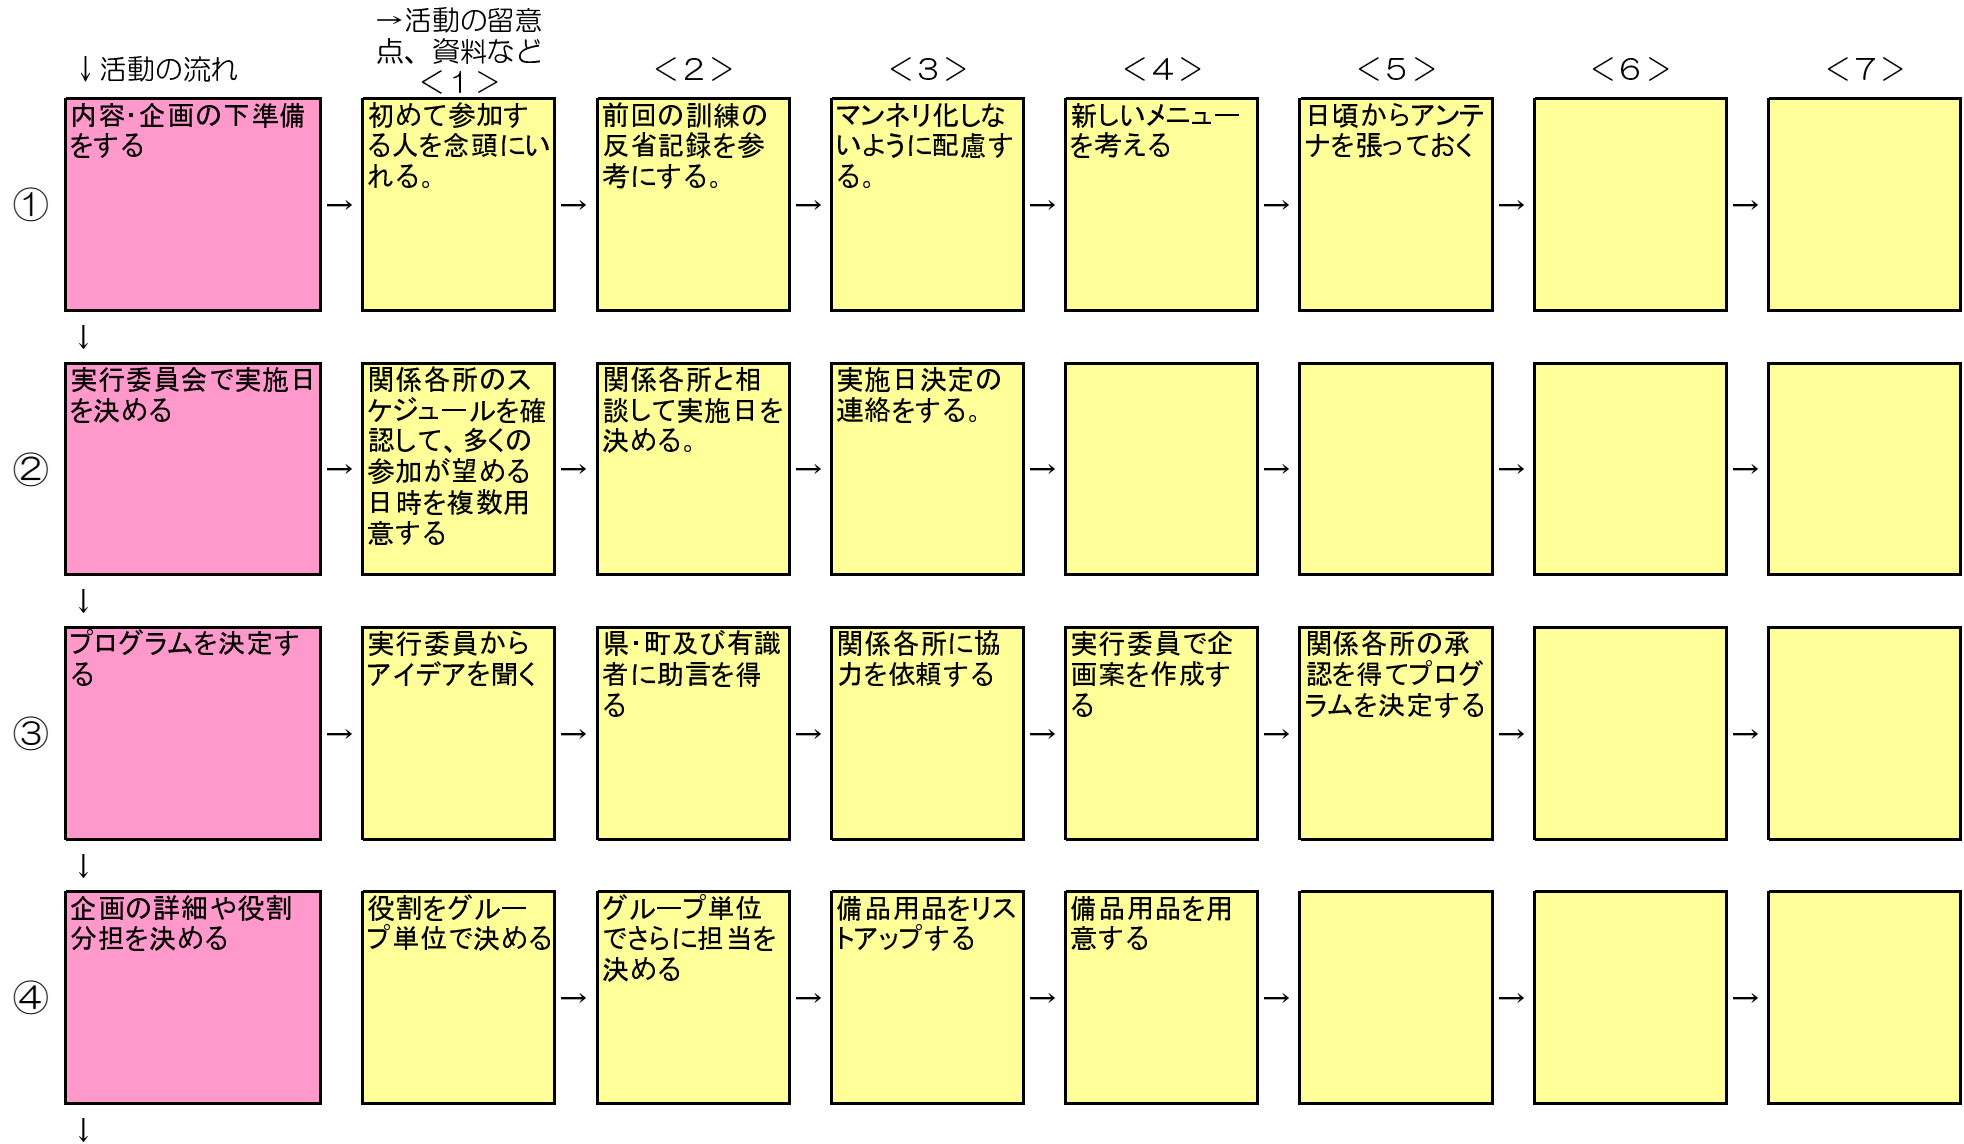 →活動の留意
点、資料など
↓活動の流れ
＜１＞
＜２＞
＜３＞
＜４＞
＜５＞
＜６＞
＜７＞
①
内容・企画の下準備
をする
→
初めて参加す
る人を念頭にい
れる。
→
前回の訓練の
反省記録を参
考にする。
→
マンネリ化しな
いように配慮す
る。
→
新しいメニュー
を考える
→
日頃からアンテ
ナを張っておく
→
→
↓
②
実行委員会で実施日
を決める
→
関係各所のス
ケジュールを確
認して、多くの
参加が望める
日時を複数用
意する
→
関係各所と相
談して実施日を
決める。
→
実施日決定の
連絡をする。
→
→
→
→
↓
③
プログラムを決定す
る
→
実行委員から
アイデアを聞く
→
県・町及び有識
者に助言を得
る
→
関係各所に協
力を依頼する
→
実行委員で企
画案を作成す
る
→
関係各所の承
認を得てプログ
ラムを決定する
→
→
↓
④
企画の詳細や役割
分担を決める
役割をグルー
プ単位で決める
→
グループ単位
でさらに担当を
決める
→
備品用品をリス
トアップする
→
備品用品を用
意する
→
→
→
↓